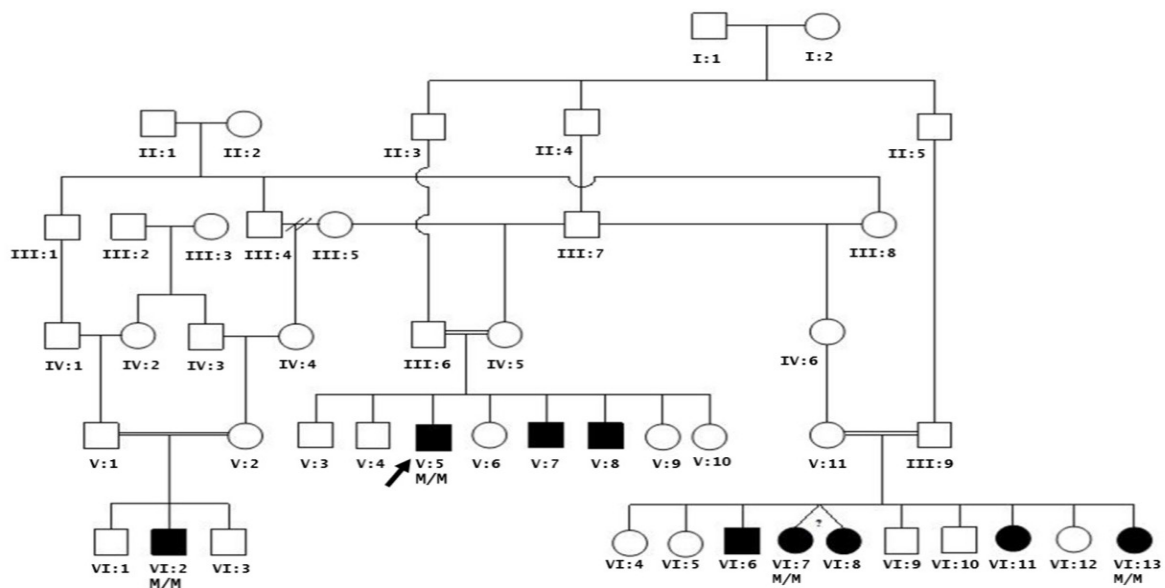 I:1 I:2
II:1 II:2 II:3 II:4 II:5
III:1 III:2 III:3 III:4 III:5 III:7 III:8
IV:1 IV:2 IV:3 IV:4 III:6 IV:5 IV:6
V:1 V:2 V:3 V:4 V:5 V:6 V:7 V:8 V:9 V:10 V:11 III:9
M/M
?
VI:1 VI:2 VI:3 VI:4 VI:5 VI:6 VI:7 VI:8 VI:9 VI:10 VI:11 VI:12 VI:13
M/M M/M M/M